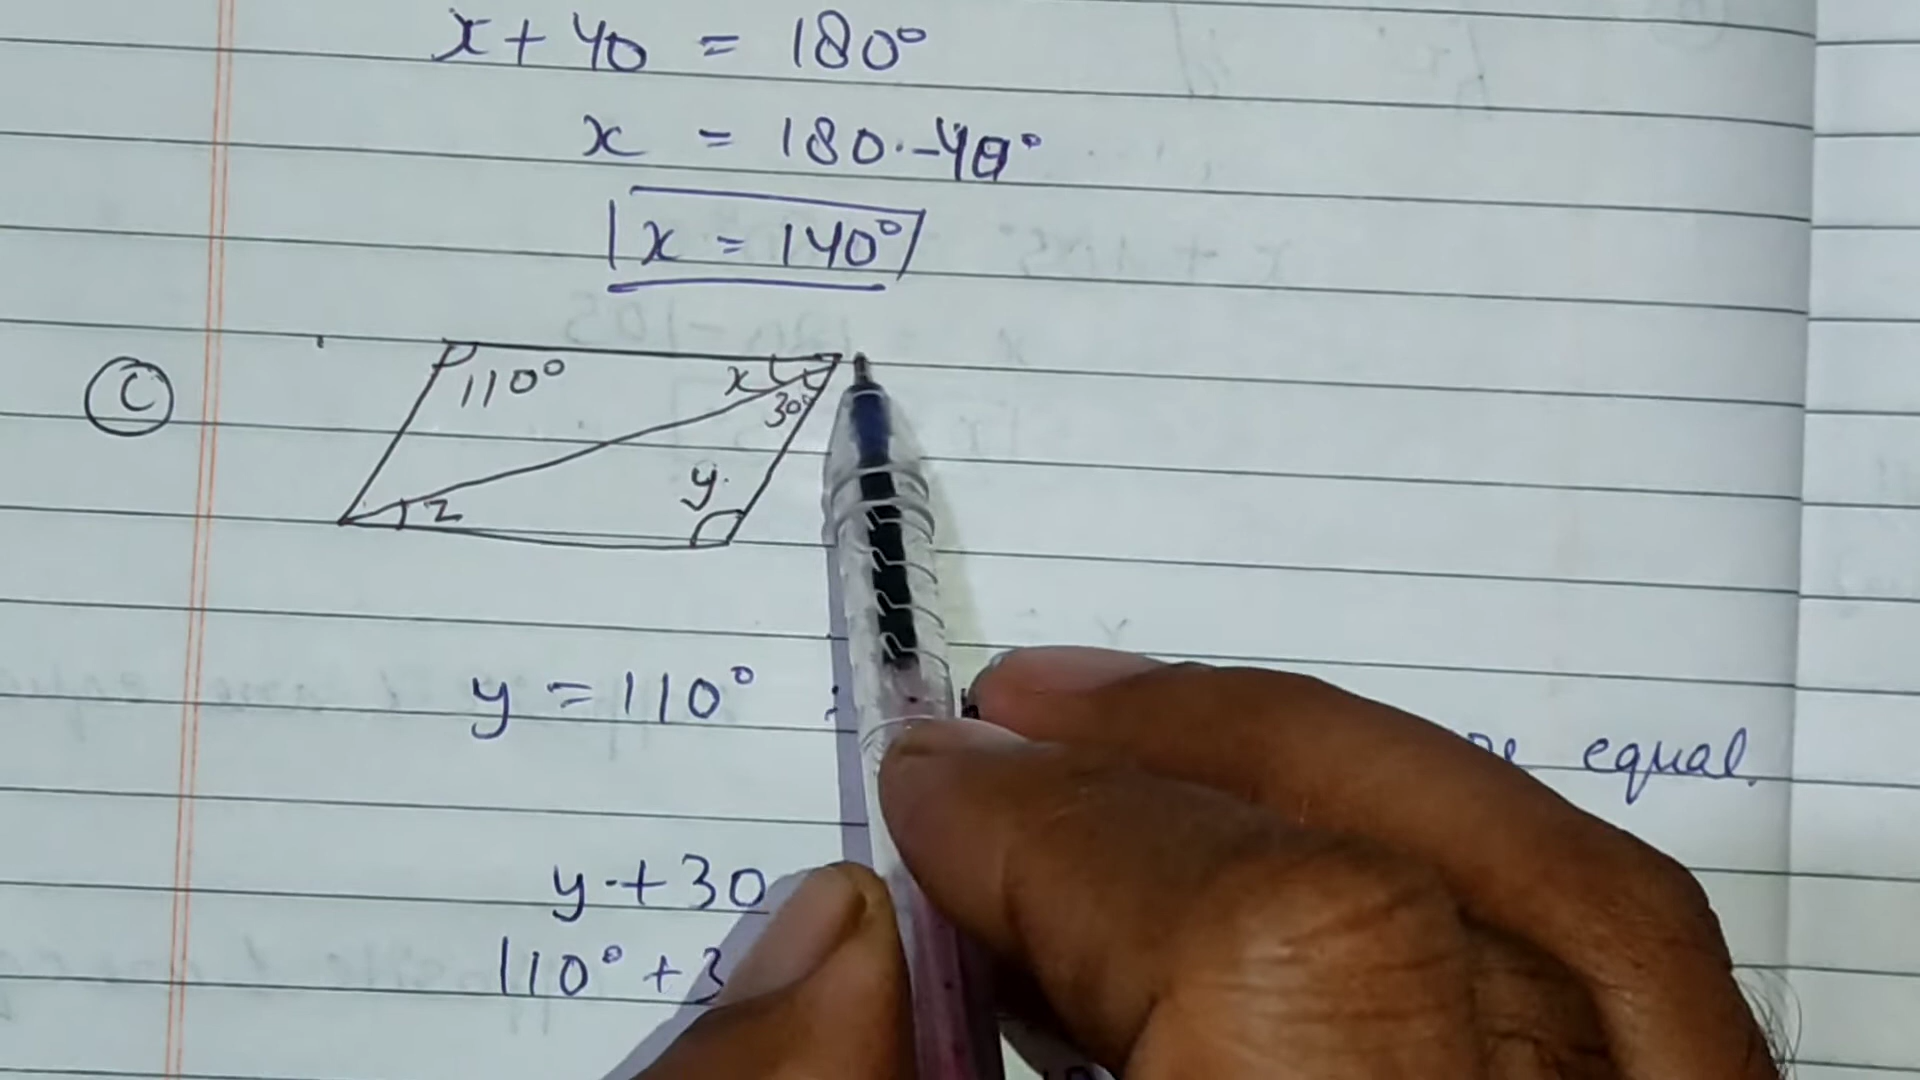 x + 40 = 180°
x = 180 - 40°
x = 140°
C
110°
x
30°
y
z
y = 110° :
equal.
y + 30
110° + 3